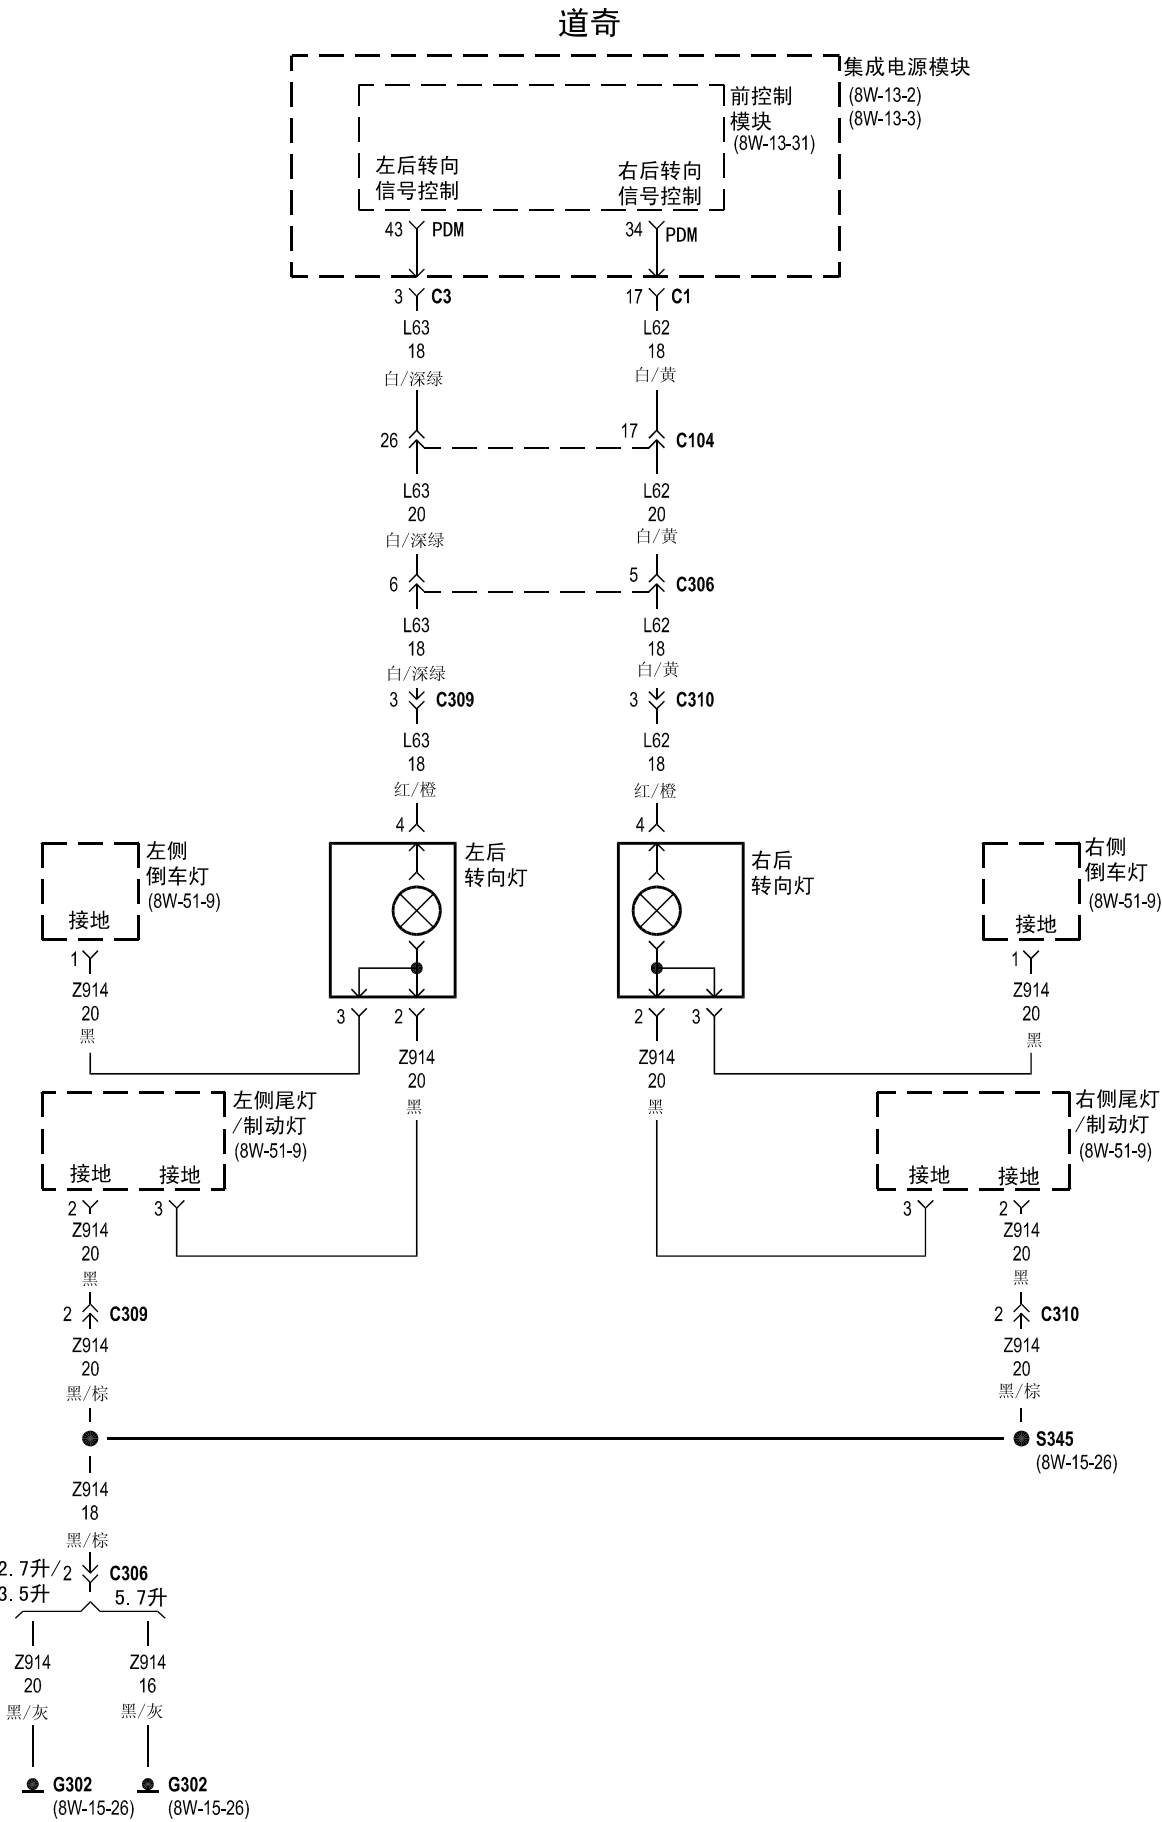 道奇
集成电源模块
(8W-13-2)
(8W-13-3)
前控制
模块
(8W-13-31)
左后转向
信号控制
右后转向
信号控制
43 PDM
34 PDM
3 C3
17 C1
L63
18
白/深绿
L62
18
白/黄
26
17 C104
L63
20
白/深绿
L62
20
白/黄
6
5 C306
L63
18
白/深绿
L62
18
白/黄
3 C309
3 C310
L63
18
红/橙
L62
18
红/橙
4
4
左侧
倒车灯
(8W-51-9)
接地
左后
转向灯
右后
转向灯
右侧
倒车灯
(8W-51-9)
接地
1
Z914
20
黑
3
2
Z914
20
黑
2
3
Z914
20
黑
1
Z914
20
黑
左侧尾灯
/制动灯
(8W-51-9)
接地
接地
右侧尾灯
/制动灯
(8W-51-9)
接地
接地
2
3
Z914
20
黑
3
2
Z914
20
黑
2 C309
Z914
20
黑/棕
2 C310
Z914
20
黑/棕
S345
(8W-15-26)
Z914
18
黑/棕
2.7升/
3.5升
2 C306
5.7升
Z914
20
黑/灰
Z914
16
黑/灰
G302
(8W-15-26)
G302
(8W-15-26)